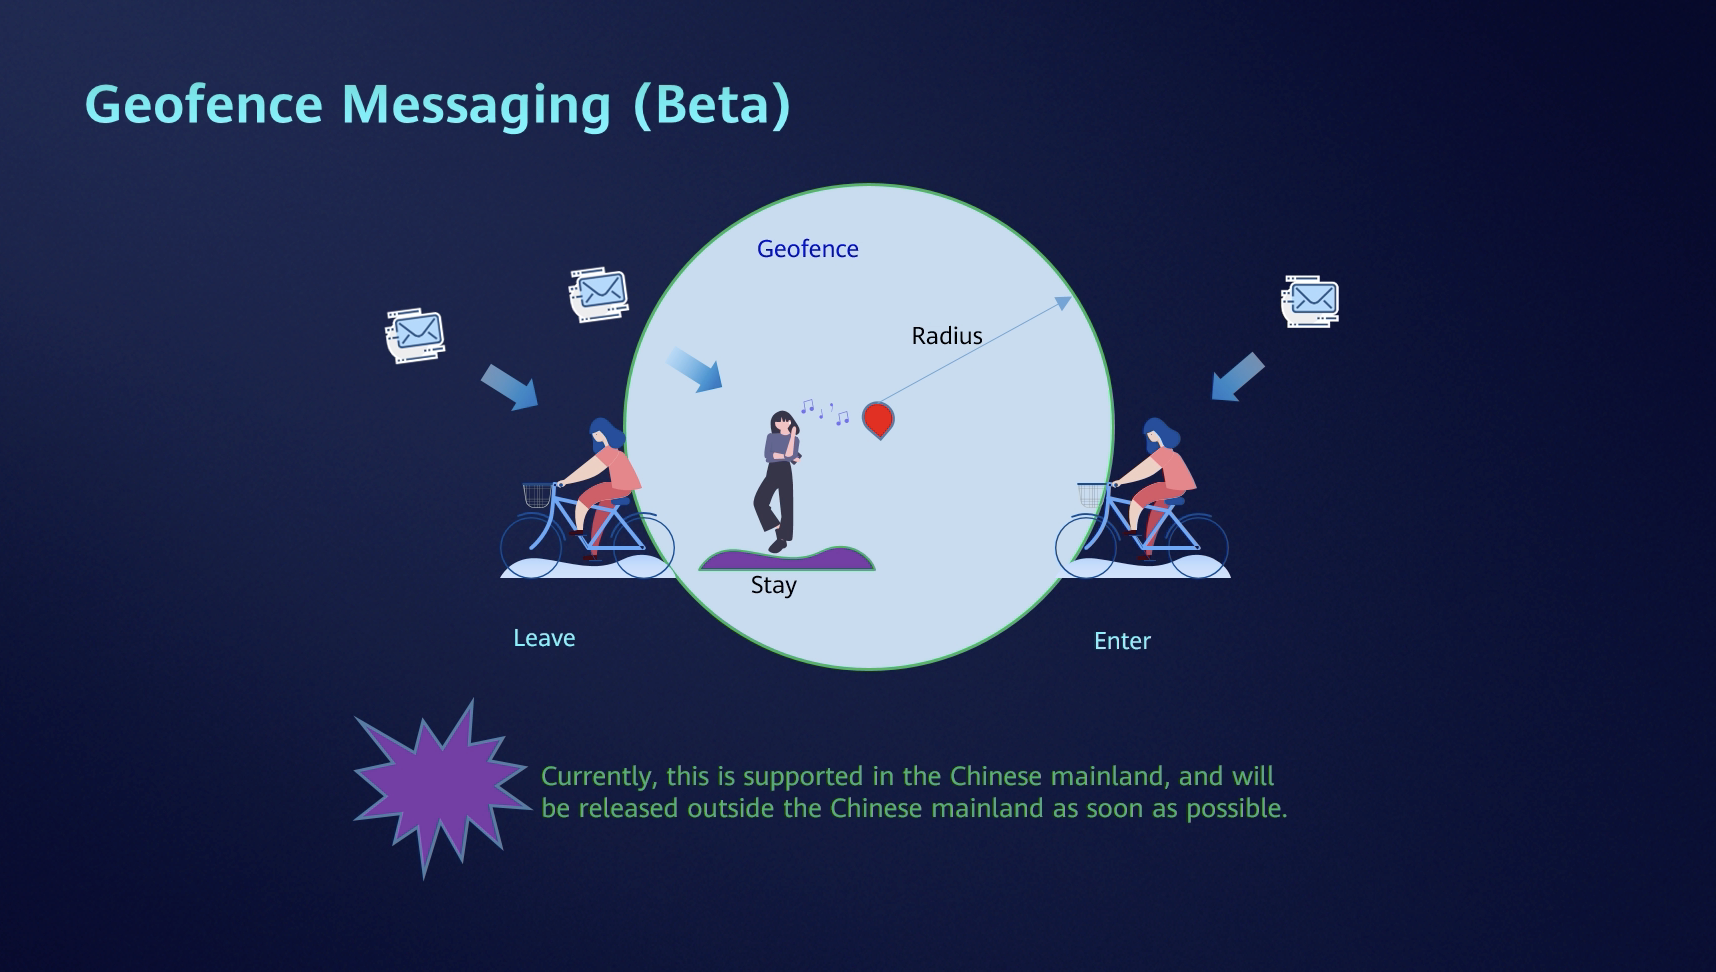 Geofence Messaging (Beta)
Geofence
Radius
Stay
Leave
Enter
Currently, this is supported in the Chinese mainland, and will
be released outside the Chinese mainland as soon as possible.